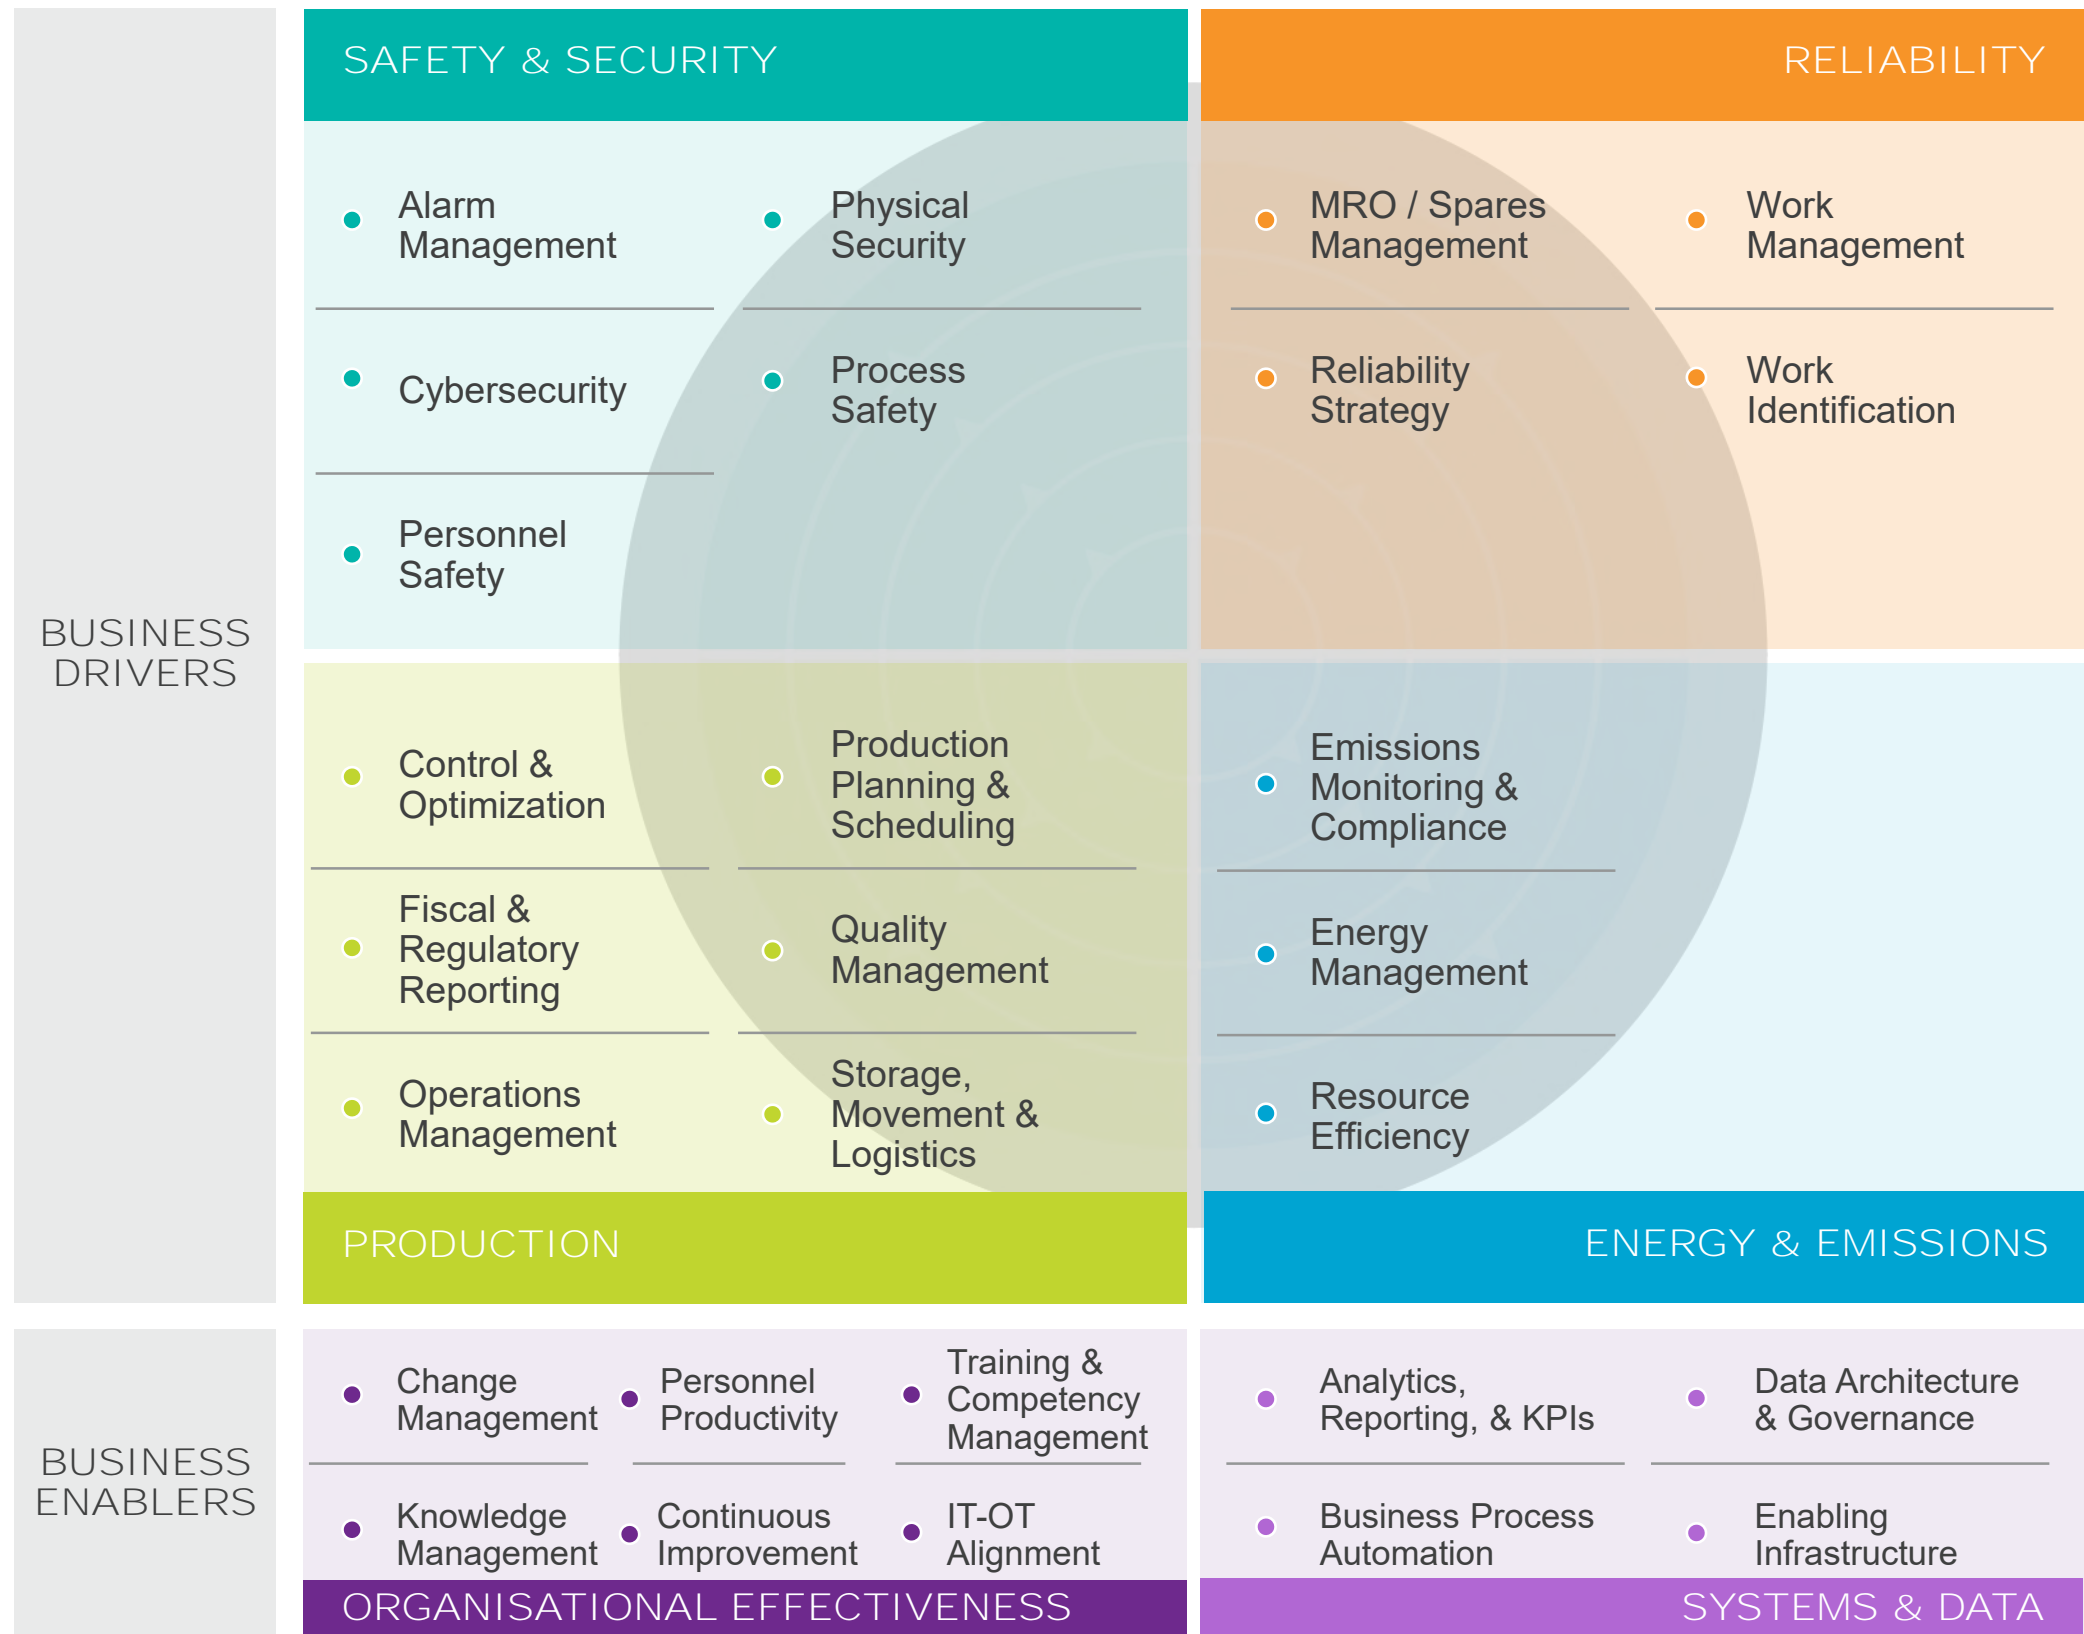 SAFETY & SECURITY
Alarm
Management
Cybersecurity
Personnel
Safety
Physical
Security
Process
Safety
RELIABILITY
MRO / Spares
Management
Reliability
Strategy
Work
Management
Work
Identification
BUSINESS
DRIVERS
Control &
Optimization
Fiscal &
Regulatory
Reporting
Operations
Management
Production
Planning &
Scheduling
Quality
Management
Storage,
Movement &
Logistics
PRODUCTION
Emissions
Monitoring &
Compliance
Energy
Management
Resource
Efficiency
ENERGY & EMISSIONS
BUSINESS
ENABLERS
Change
Management
Personnel
Productivity
Training &
Competency
Management
Knowledge
Management
Continuous
Improvement
IT-OT
Alignment
ORGANISATIONAL EFFECTIVENESS
Analytics,
Reporting, & KPIs
Data Architecture
& Governance
Business Process
Automation
Enabling
Infrastructure
SYSTEMS & DATA